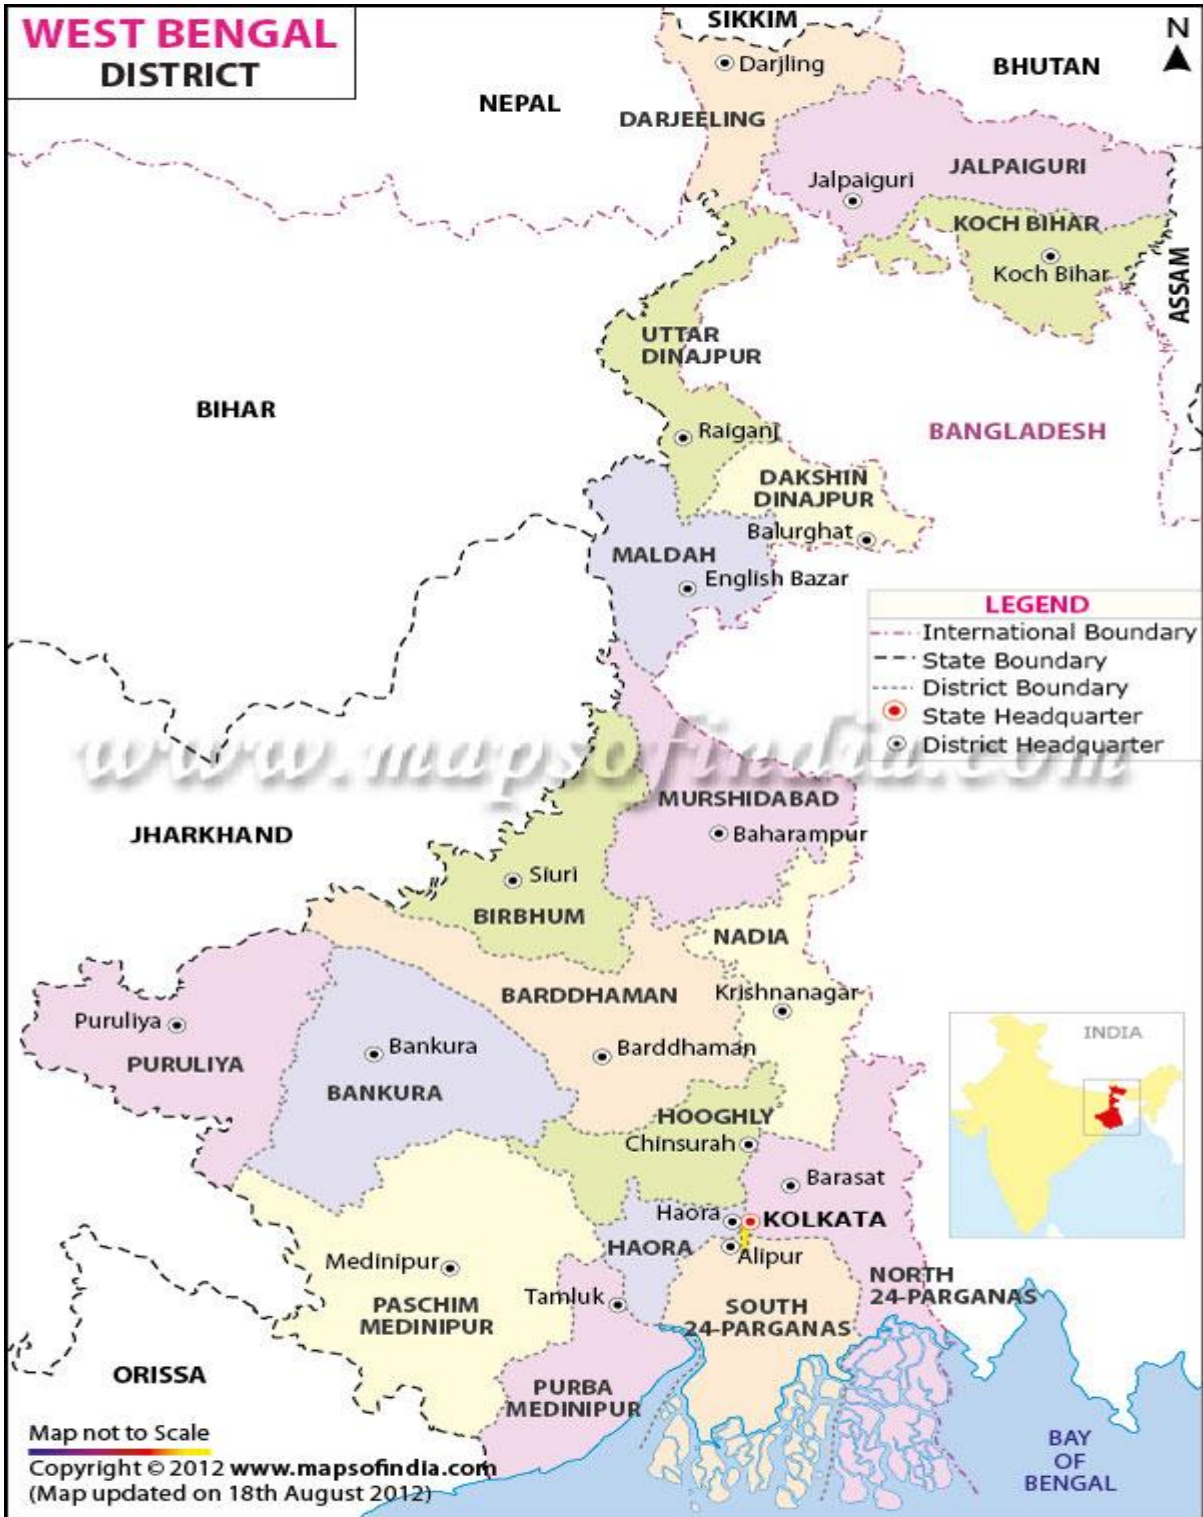 WEST BENGAL
DISTRICT
SIKKIM
N
Darjling
BHUTAN
NEPAL
DARJEELING
JALPAIGURI
Jalpaiguri
KOCH BIHAR
Koch Bihar
ASSAM
UTTAR
DINAJPUR
BIHAR
Raiganj
BANGLADESH
DAKSHIN
DINAJPUR
Balurghat
MALDAH
English Bazar
LEGEND
International Boundary
State Boundary
District Boundary
State Headquarter
District Headquarter
www.mapsofindia.com
MURSHIDABAD
Baharampur
JHARKHAND
Siuri
BIRBHUM
NADIA
Krishnanagar
BARDDHAMAN
Barddhaman
Puruliya
PURULIYA
Bankura
BANKURA
INDIA
HOOGHLY
Chinsurah
Barasat
Haora
KOLKATA
HAORA
Alipur
Medinipur
Tamluk
NORTH
24-PARGANAS
PASCHIM
MEDINIPUR
SOUTH
24-PARGANAS
ORISSA
PURBA
MEDINIPUR
BAY
OF
BENGAL
Map not to Scale
Copyright © 2012 www.mapsofindia.com
(Map updated on 18th August 2012)